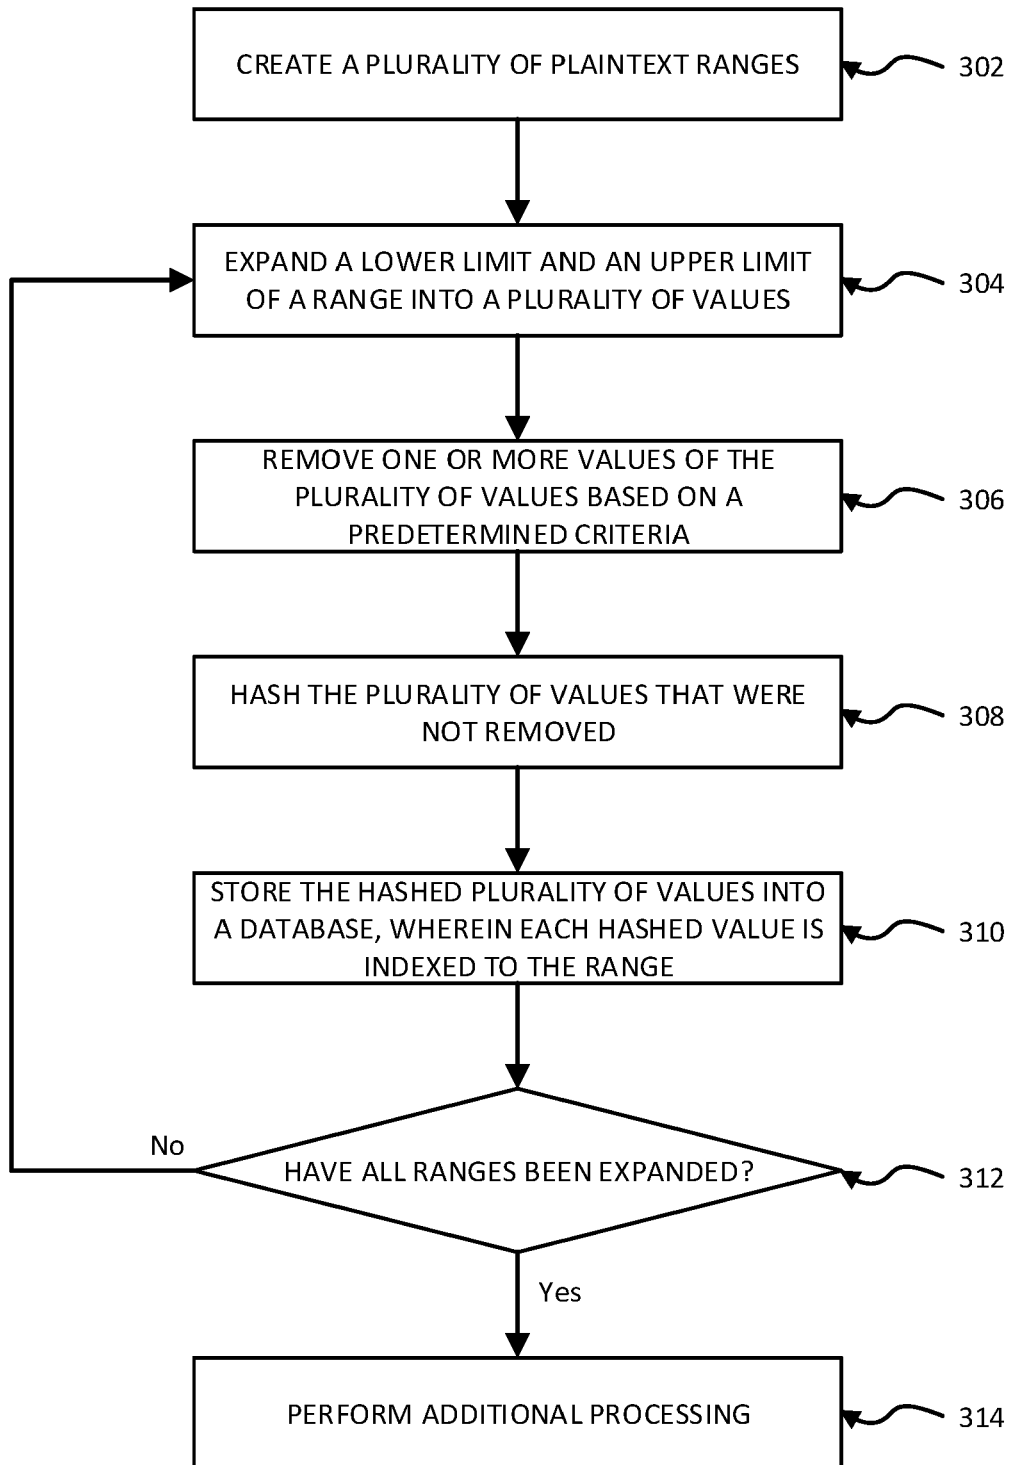 CREATE A PLURALITY OF PLAINTEXT RANGES
302
EXPAND A LOWER LIMIT AND AN UPPER LIMIT
OF A RANGE INTO A PLURALITY OF VALUES
304
REMOVE ONE OR MORE VALUES OF THE
PLURALITY OF VALUES BASED ON A
PREDETERMINED CRITERIA
306
HASH THE PLURALITY OF VALUES THAT WERE
NOT REMOVED
308
STORE THE HASHED PLURALITY OF VALUES INTO
A DATABASE, WHEREIN EACH HASHED VALUE IS
INDEXED TO THE RANGE
310
No
HAVE ALL RANGES BEEN EXPANDED?
312
Yes
PERFORM ADDITIONAL PROCESSING
314